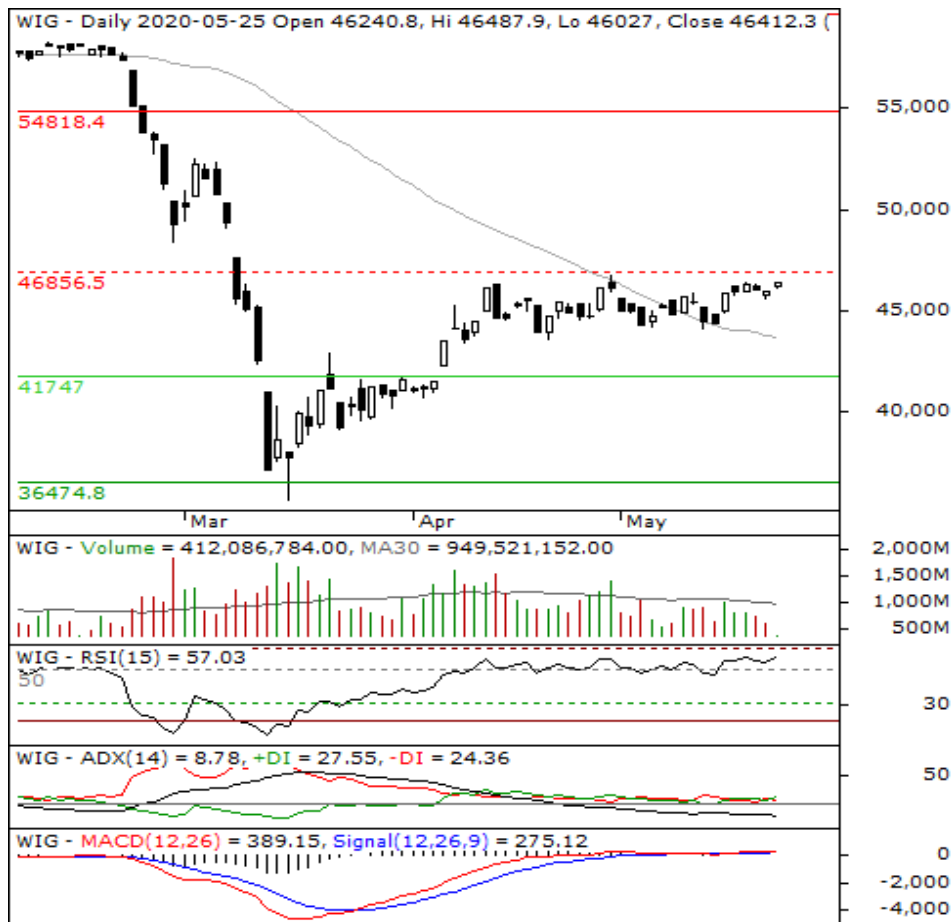 WIG - Daily 2020-05-25 Open 46240.8, Hi 46487.9, Lo 46027, Close 46412.3 (
55,000
54818.4
50,000
46856.5
45,000
41747
40,000
36474.8
Mar Apr May
WIG - Volume = 412,086,784.00, MA30 = 949,521,152.00
2,000M
1,500M
1,000M
500M
WIG - RSI(15) = 57.03
50
30
WIG - ADX(14) = 8.78, +DI = 27.55, -DI = 24.36
50
WIG - MACD(12,26) = 389.15, Signal(12,26,9) = 275.12
0
-2,000
-4,000